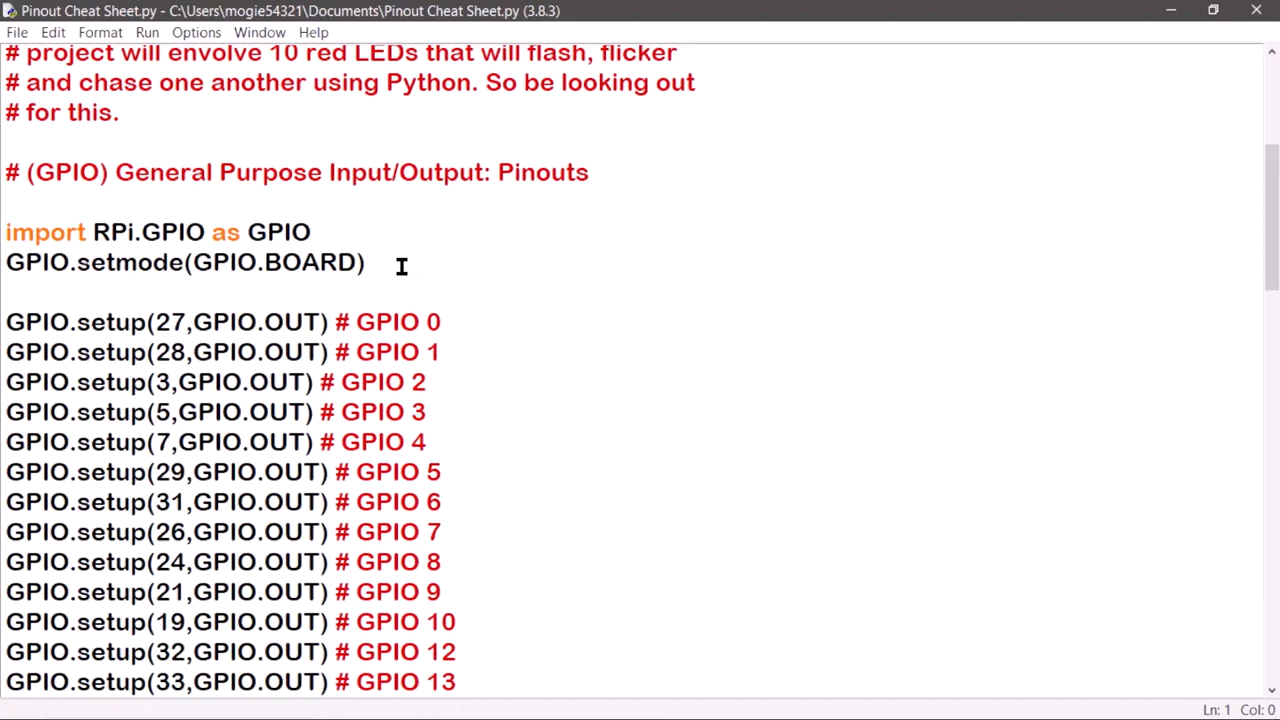 Pinout Cheat Sheet.py - C:\Users\mogie54321\Documents\Pinout Cheat Sheet.py (3.8.3)
File Edit Format Run Options Window Help
# project will envolve 10 red LEDs that will flash, flicker
# and chase one another using Python. So be looking out
# for this.
# (GPIO) General Purpose Input/Output: Pinouts
import RPi.GPIO as GPIO
GPIO.setmode(GPIO.BOARD)
GPIO.setup(27,GPIO.OUT) # GPIO 0
GPIO.setup(28,GPIO.OUT) # GPIO 1
GPIO.setup(3,GPIO.OUT) # GPIO 2
GPIO.setup(5,GPIO.OUT) # GPIO 3
GPIO.setup(7,GPIO.OUT) # GPIO 4
GPIO.setup(29,GPIO.OUT) # GPIO 5
GPIO.setup(31,GPIO.OUT) # GPIO 6
GPIO.setup(26,GPIO.OUT) # GPIO 7
GPIO.setup(24,GPIO.OUT) # GPIO 8
GPIO.setup(21,GPIO.OUT) # GPIO 9
GPIO.setup(19,GPIO.OUT) # GPIO 10
GPIO.setup(32,GPIO.OUT) # GPIO 12
GPIO.setup(33,GPIO.OUT) # GPIO 13
Ln: 1 Col: 0